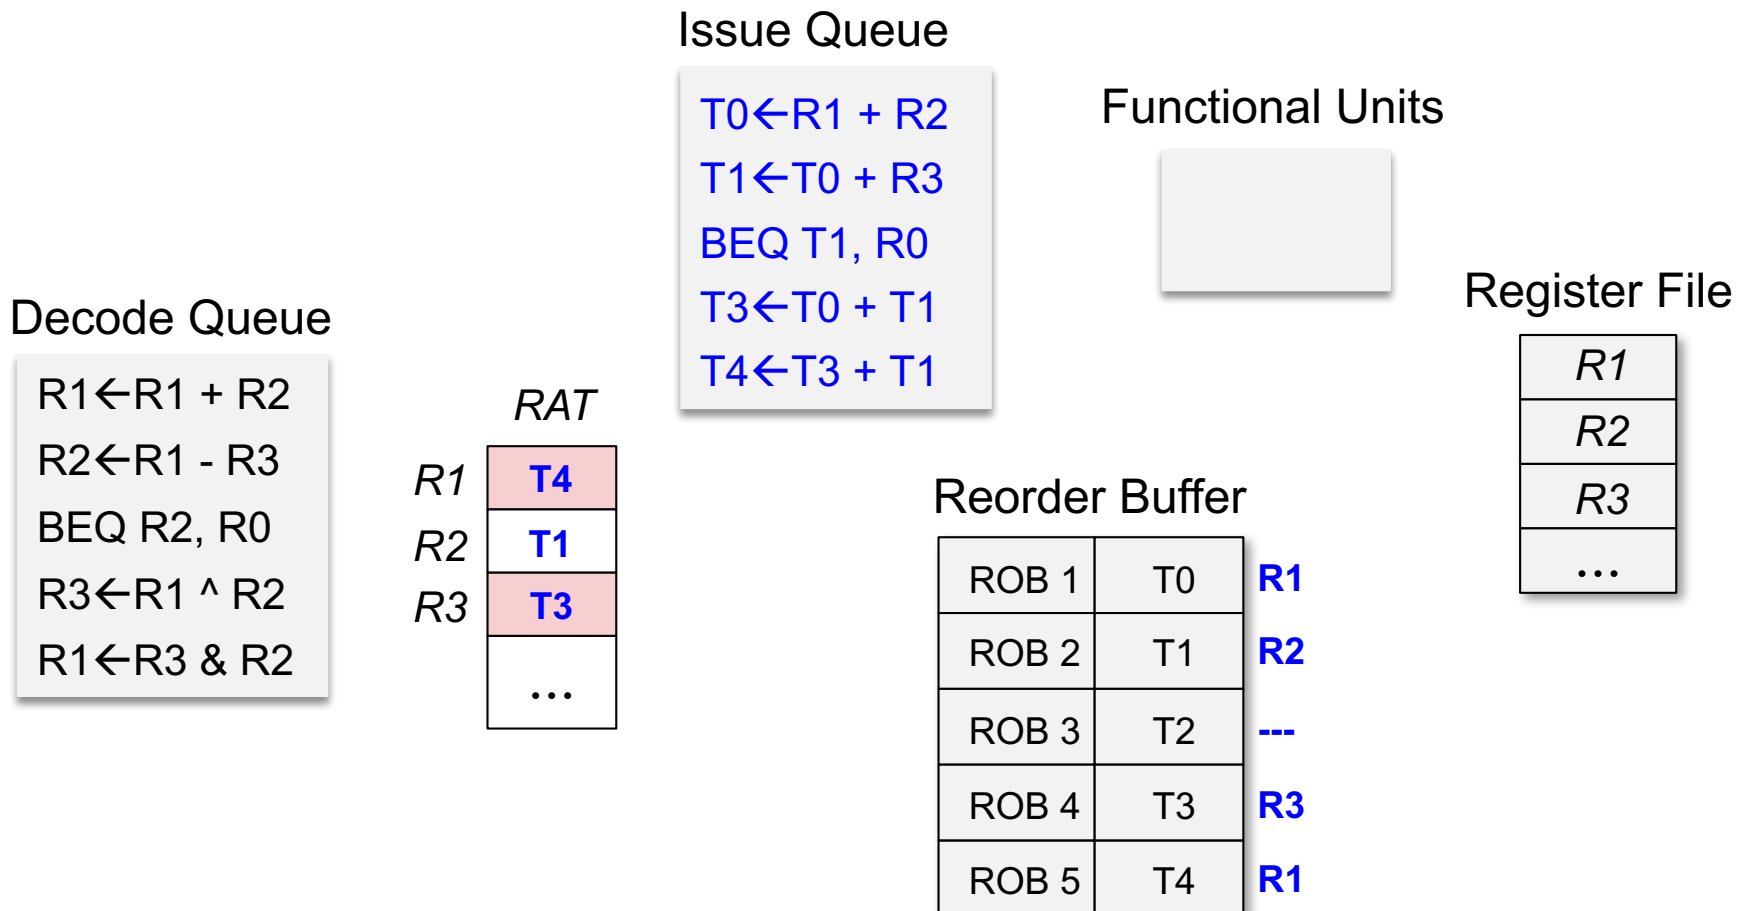 Issue Queue
T0←R1 + R2
T1←T0 + R3
BEQ T1, R0
T3←T0 + T1
T4←T3 + T1
Functional Units
Register File
R1
R2
R3
...
Decode Queue
R1←R1 + R2
R2←R1 - R3
BEQ R2, R0
R3←R1 ^ R2
R1←R3 & R2
RAT
R1 T4
R2 T1
R3 T3
...
Reorder Buffer
ROB 1 T0 R1
ROB 2 T1 R2
ROB 3 T2 ---
ROB 4 T3 R3
ROB 5 T4 R1